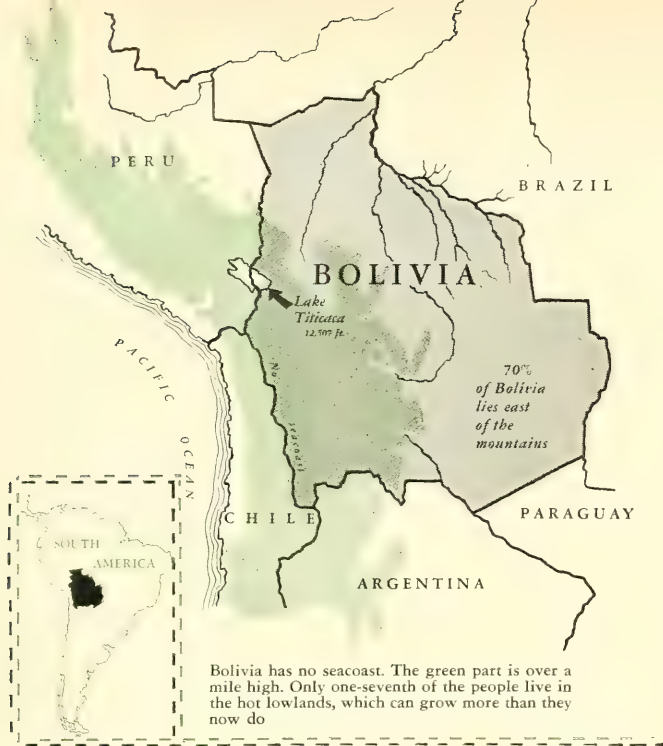 PERU
BRAZIL
BOLIVIA
Lake
Titicaca
12,507 ft.
PACIFIC
OCEAN
No seacoast
70%
of Bolivia
lies east
of the
mountains
CHILE
PARAGUAY
ARGENTINA
SOUTH
AMERICA
Bolivia has no seacoast. The green part is over a
mile high. Only one-seventh of the people live in
the hot lowlands, which can grow more than they
now do